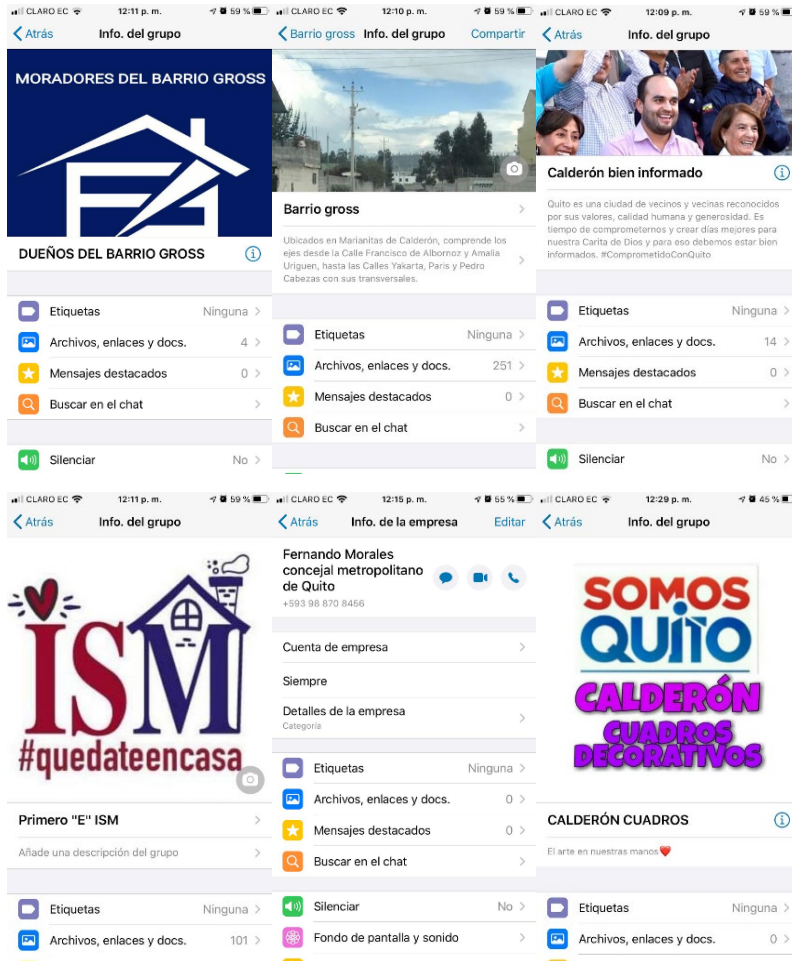 CLARO EC 12:11 p. m. 59 %
Atrás Info. del grupo
MORADORES DEL BARRIO GROSS
DUEÑOS DEL BARRIO GROSS
Etiquetas Ninguna
Archivos, enlaces y docs. 4
Mensajes destacados 0
Buscar en el chat
Silenciar No
CLARO EC 12:10 p. m. 59 %
Barrio gross Info. del grupo Compartir
Barrio gross
Ubicados en Marianitas de Calderón, comprende los
ejes desde la Calle Francisco de Albornoz y Amalia
Uriguen, hasta las Calles Yakarta, Paris y Pedro
Cabezas con sus transversales.
Etiquetas Ninguna
Archivos, enlaces y docs. 251
Mensajes destacados 0
Buscar en el chat
CLARO EC 12:09 p. m. 59 %
Atrás Info. del grupo
Calderón bien informado
Quito es una ciudad de vecinos y vecinas reconocidos
por sus valores, calidad humana y generosidad. Es
tiempo de comprometernos y crear días mejores para
nuestra Carita de Dios y para eso debemos estar bien
informados. #ComprometidoConQuito
Etiquetas Ninguna
Archivos, enlaces y docs. 14
Mensajes destacados 0
Buscar en el chat
Silenciar No
CLARO EC 12:11 p. m. 59 %
Atrás Info. del grupo
ISM
#quedateencasa
Primero "E" ISM
Añade una descripción del grupo
Etiquetas Ninguna
Archivos, enlaces y docs. 101
CLARO EC 12:15 p. m. 55 %
Atrás Info. de la empresa Editar
Fernando Morales
concejal metropolitano
de Quito
+593 98 870 8456
Cuenta de empresa
Siempre
Detalles de la empresa
Categoría
Etiquetas Ninguna
Archivos, enlaces y docs. 0
Mensajes destacados 0
Buscar en el chat
Silenciar No
Fondo de pantalla y sonido
CLARO EC 12:29 p. m. 45 %
Atrás Info. del grupo
SOMOS
QUITO
CALDERÓN
CUADROS
DECORATIVOS
CALDERÓN CUADROS
El arte en nuestras manos❤️
Etiquetas Ninguna
Archivos, enlaces y docs. 0